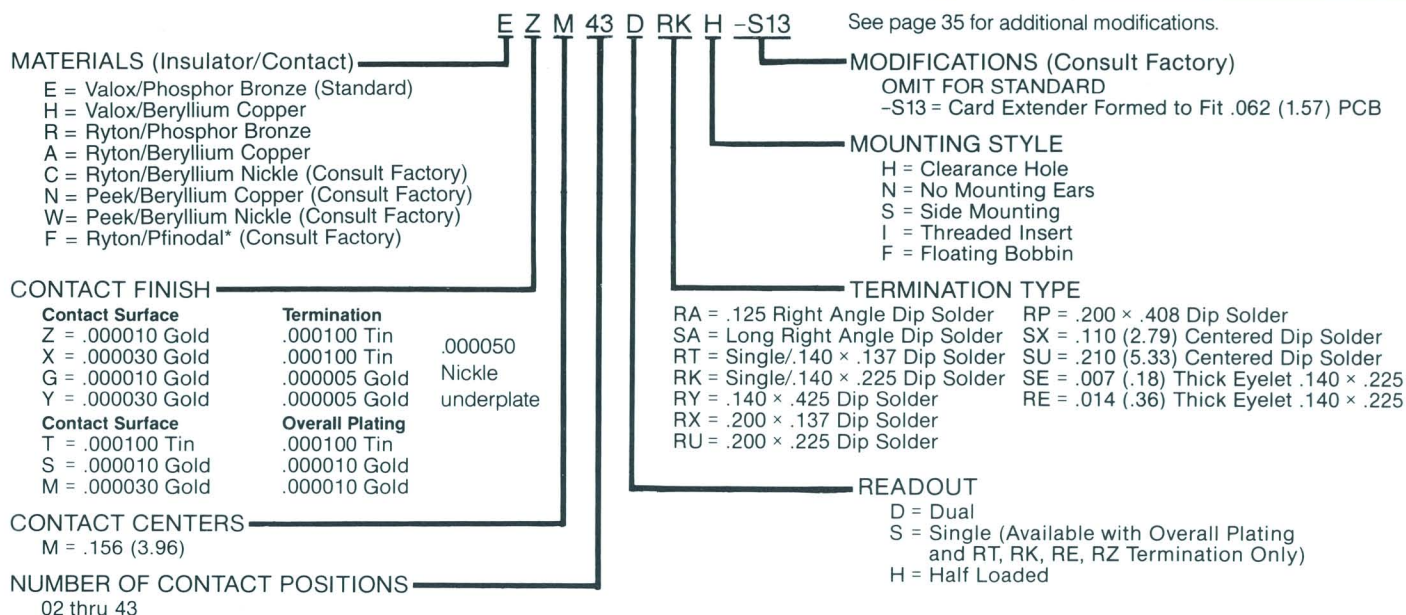 E Z M 43 D RK H -S13
See page 35 for additional modifications.
MATERIALS (Insulator/Contact)
E = Valox/Phosphor Bronze (Standard)
H = Valox/Beryllium Copper
R = Ryton/Phosphor Bronze
A = Ryton/Beryllium Copper
C = Ryton/Beryllium Nickle (Consult Factory)
N = Peek/Beryllium Copper (Consult Factory)
W= Peek/Beryllium Nickle (Consult Factory)
F = Ryton/Pfinodal* (Consult Factory)
CONTACT FINISH
Contact Surface Termination
Z = .000010 Gold .000100 Tin
X = .000030 Gold .000100 Tin
G = .000010 Gold .000005 Gold
Y = .000030 Gold .000005 Gold
.000050
Nickle
underplate
Contact Surface Overall Plating
T = .000100 Tin .000100 Tin
S = .000010 Gold .000010 Gold
M = .000030 Gold .000010 Gold
CONTACT CENTERS
M = .156 (3.96)
NUMBER OF CONTACT POSITIONS
02 thru 43
MODIFICATIONS (Consult Factory)
OMIT FOR STANDARD
-S13 = Card Extender Formed to Fit .062 (1.57) PCB
MOUNTING STYLE
H = Clearance Hole
N = No Mounting Ears
S = Side Mounting
I = Threaded Insert
F = Floating Bobbin
TERMINATION TYPE
RA = .125 Right Angle Dip Solder
SA = Long Right Angle Dip Solder
RT = Single/.140 × .137 Dip Solder
RK = Single/.140 × .225 Dip Solder
RY = .140 × .425 Dip Solder
RX = .200 × .137 Dip Solder
RU = .200 × .225 Dip Solder
RP = .200 × .408 Dip Solder
SX = .110 (2.79) Centered Dip Solder
SU = .210 (5.33) Centered Dip Solder
SE = .007 (.18) Thick Eyelet .140 × .225
RE = .014 (.36) Thick Eyelet .140 × .225
READOUT
D = Dual
S = Single (Available with Overall Plating
and RT, RK, RE, RZ Termination Only)
H = Half Loaded